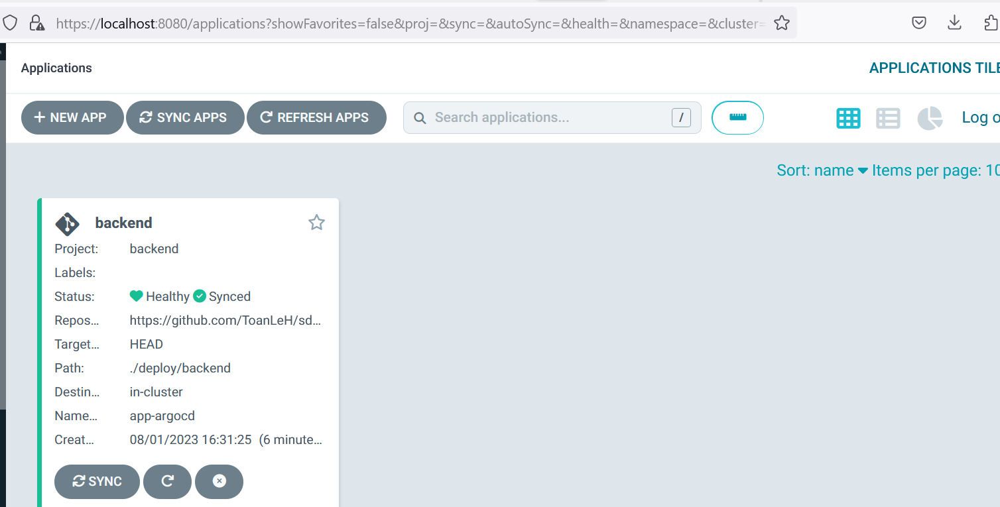 https://localhost:8080/applications?showFavorites=false&proj=&sync=&autoSync=&health=&namespace=&cluster=
Applications
APPLICATIONS TILE
+ NEW APP SYNC APPS REFRESH APPS Search applications... / Log o
Sort: name Items per page: 10
backend
Project: backend
Labels:
Status: Healthy Synced
Repos... https://github.com/ToanLeH/sd...
Target... HEAD
Path: ./deploy/backend
Destin... in-cluster
Name... app-argocd
Creat... 08/01/2023 16:31:25 (6 minute...
SYNC